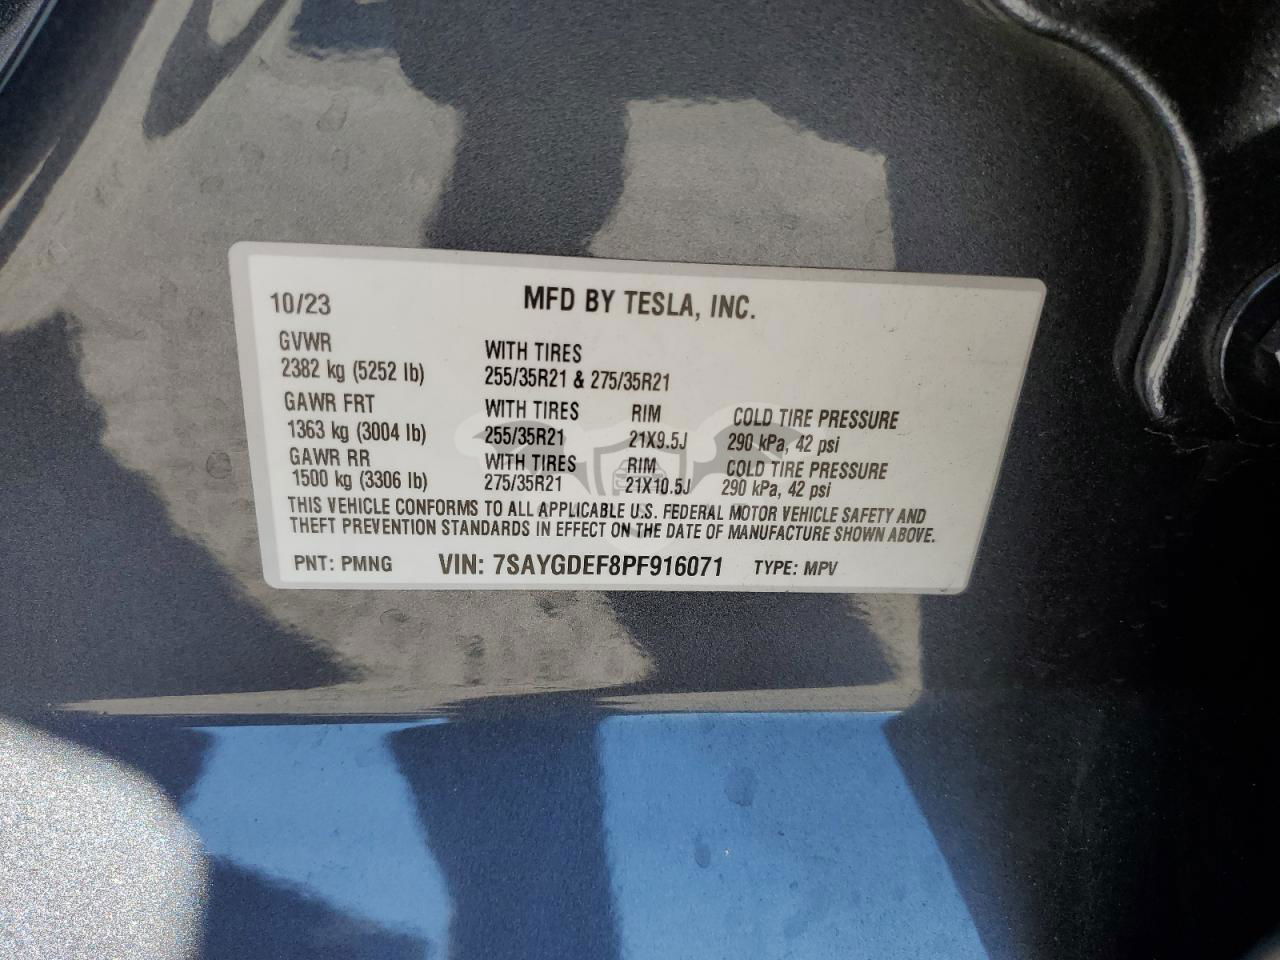 10/23 MFD BY TESLA, INC.
GVWR WITH TIRES
2382 kg (5252 lb) 255/35R21 & 275/35R21
GAWR FRT WITH TIRES RIM COLD TIRE PRESSURE
1363 kg (3004 lb) 255/35R21 21X9.5J 290 kPa, 42 psi
GAWR RR WITH TIRES RIM COLD TIRE PRESSURE
1500 kg (3306 lb) 275/35R21 21X10.5J 290 kPa, 42 psi
THIS VEHICLE CONFORMS TO ALL APPLICABLE U.S. FEDERAL MOTOR VEHICLE SAFETY AND
THEFT PREVENTION STANDARDS IN EFFECT ON THE DATE OF MANUFACTURE SHOWN ABOVE.
PNT: PMNG VIN: 7SAYGDEF8PF916071 TYPE: MPV